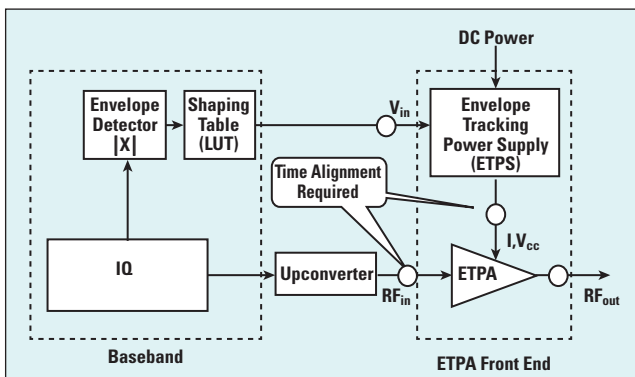 DC Power
Envelope
Detector
|X|
Shaping
Table
(LUT)
Vin
Envelope
Tracking
Power Supply
(ETPS)
Time Alignment
Required
I,Vcc
IQ
Upconverter
RFin
ETPA
RFout
Baseband
ETPA Front End